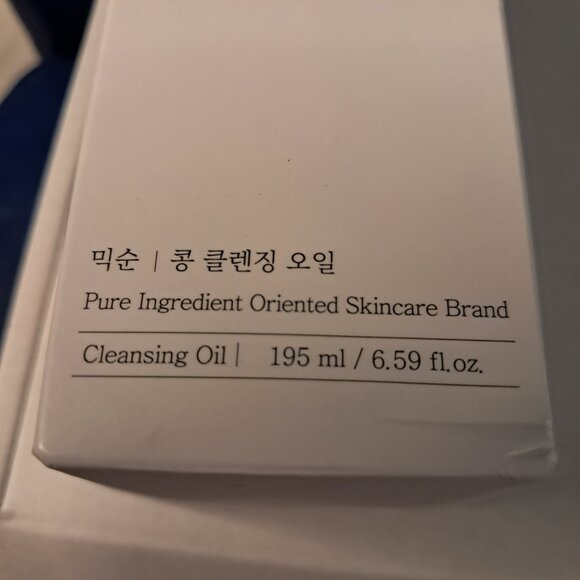 믹순 | 콩 클렌징 오일
Pure Ingredient Oriented Skincare Brand
Cleansing Oil | 195 ml / 6.59 fl.oz.